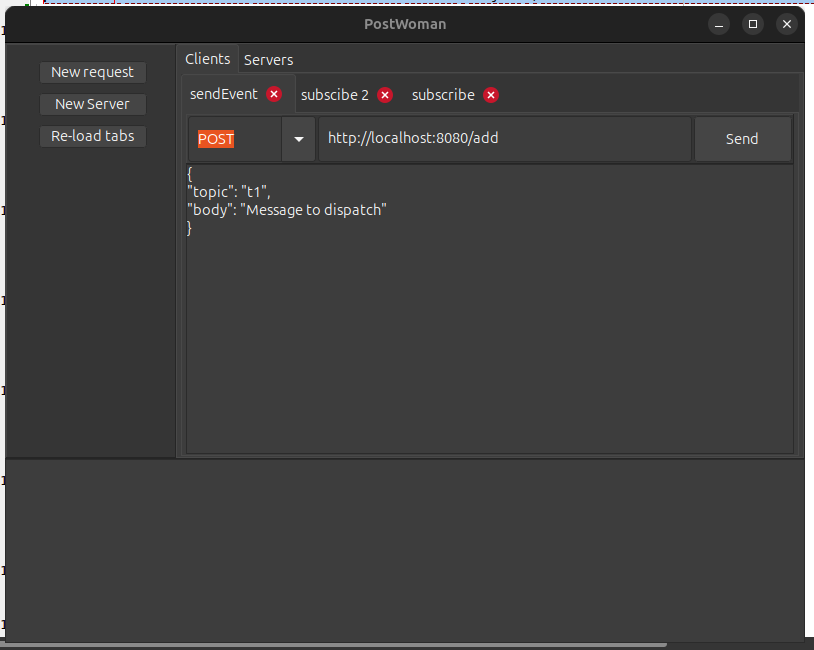 PostWoman
New request
New Server
Re-load tabs
Clients Servers
sendEvent subscibe 2 subscribe
POST http://localhost:8080/add Send
{
"topic": "t1",
"body": "Message to dispatch"
}